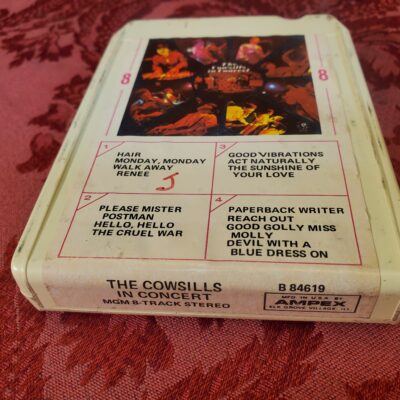 The
Cowsills
In Concert
8
8
1
HAIR
MONDAY, MONDAY
WALK AWAY
RENEE
J
3
GOOD VIBRATIONS
ACT NATURALLY
THE SUNSHINE OF
YOUR LOVE
2
PLEASE MISTER
POSTMAN
HELLO, HELLO
THE CRUEL WAR
4
PAPERBACK WRITER
REACH OUT
GOOD GOLLY MISS
MOLLY
DEVIL WITH A
BLUE DRESS ON
THE COWSILLS
IN CONCERT
MGM 8-TRACK STEREO
B 84619
MFG. IN U.S.A. BY
AMPEX
ELK GROVE VILLAGE, ILL.